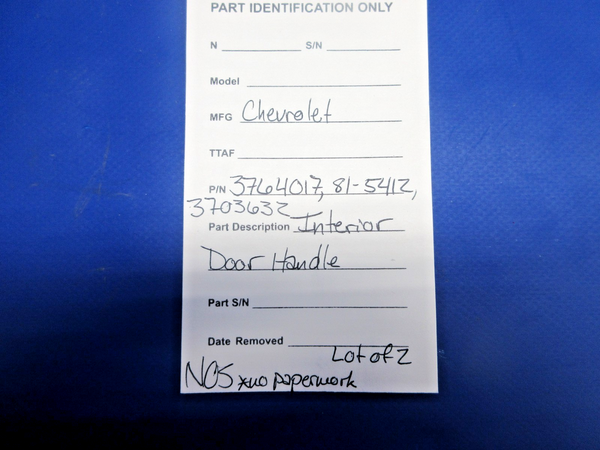 PART IDENTIFICATION ONLY
N S/N
Model
MFG Chevrolet
TTAF
P/N 3764017, 81-5412,
3703632
Part Description Interior
Door Handle
Part S/N
Date Removed
Lot of 2
NOS *no paperwork